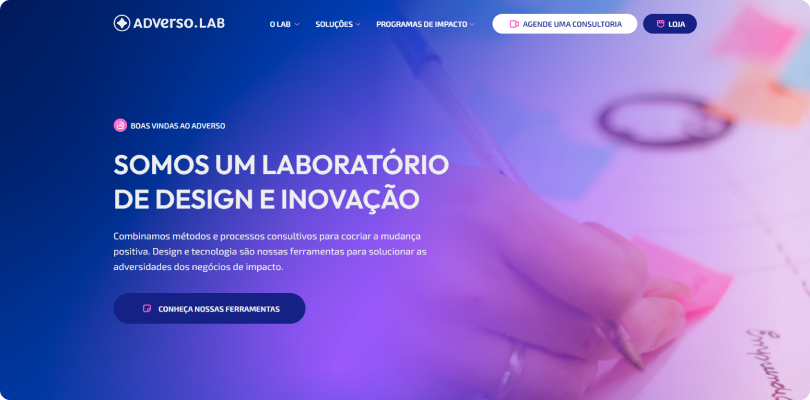 ADVERSO.LAB
O LAB
SOLUÇÕES
PROGRAMAS DE IMPACTO
AGENDE UMA CONSULTORIA
LOJA
BOAS VINDAS AO ADVERSO
SOMOS UM LABORATÓRIO
DE DESIGN E INOVAÇÃO
Combinamos métodos e processos consultivos para cocriar a mudança
positiva. Design e tecnologia são nossas ferramentas para solucionar as
adversidades dos negócios de impacto.
CONHEÇA NOSSAS FERRAMENTAS